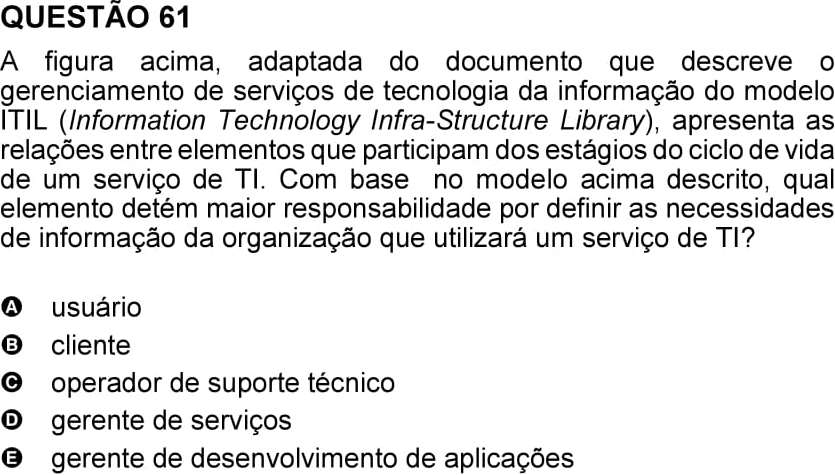 QUESTÃO 61
A figura acima, adaptada do documento que descreve o
gerenciamento de serviços de tecnologia da informação do modelo
ITIL (Information Technology Infra-Structure Library), apresenta as
relações entre elementos que participam dos estágios do ciclo de vida
de um serviço de TI. Com base no modelo acima descrito, qual
elemento detém maior responsabilidade por definir as necessidades
de informação da organização que utilizará um serviço de TI?
A usuário
B cliente
C operador de suporte técnico
D gerente de serviços
E gerente de desenvolvimento de aplicações